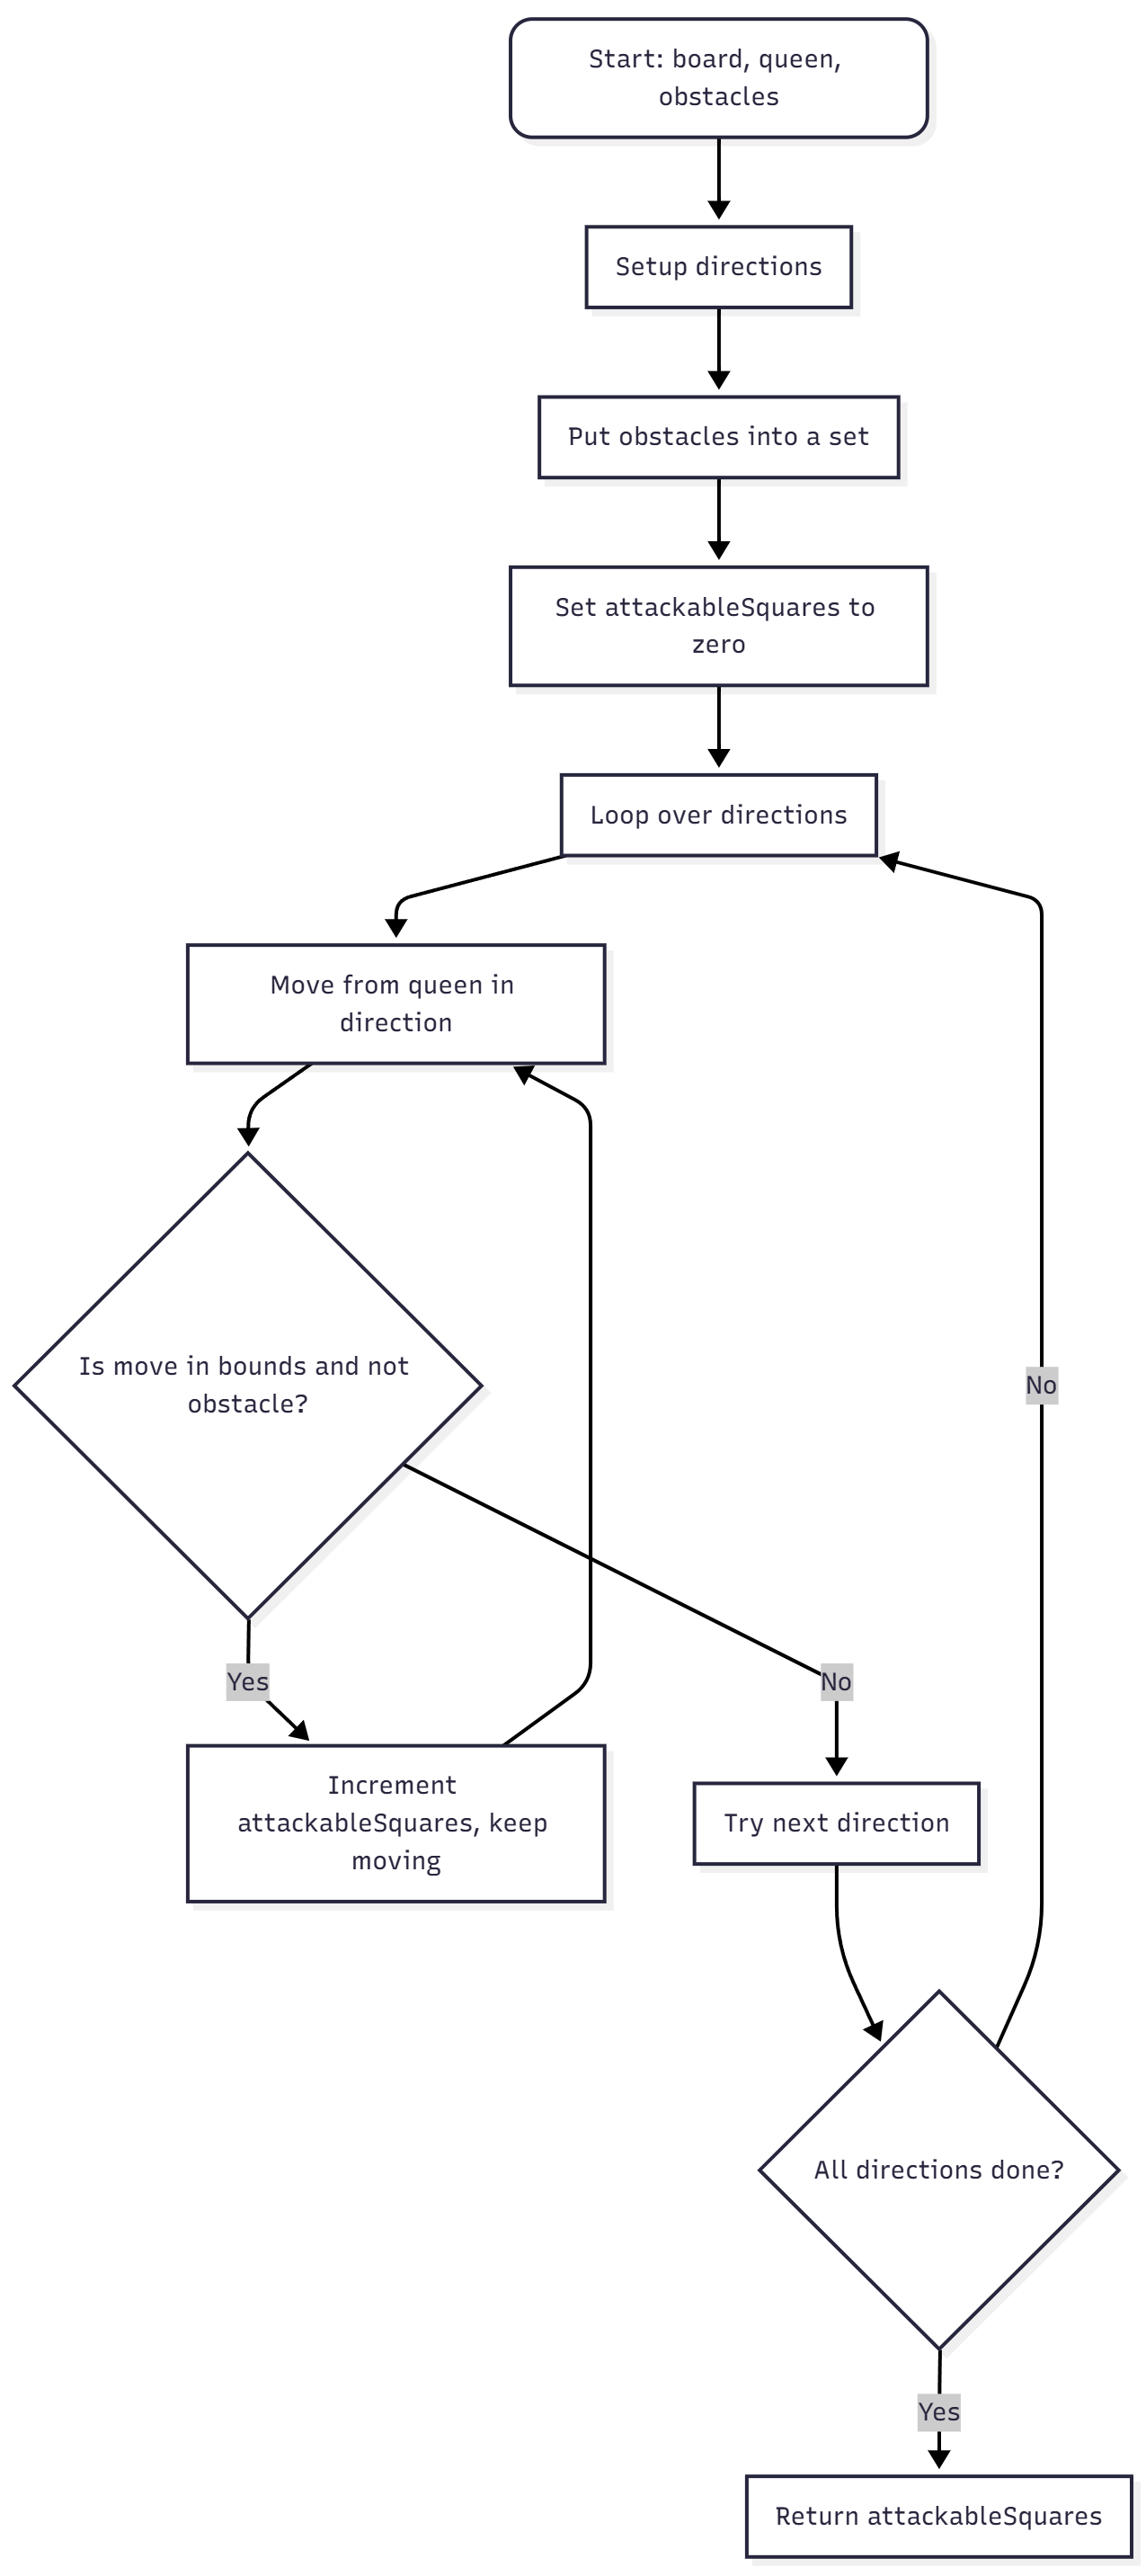 Start: board, queen,
obstacles
Setup directions
Put obstacles into a set
Set attackableSquares to
zero
Loop over directions
Move from queen in
direction
Is move in bounds and not
obstacle?
No
Yes
No
Increment
attackableSquares, keep
moving
Try next direction
All directions done?
Yes
Return attackableSquares